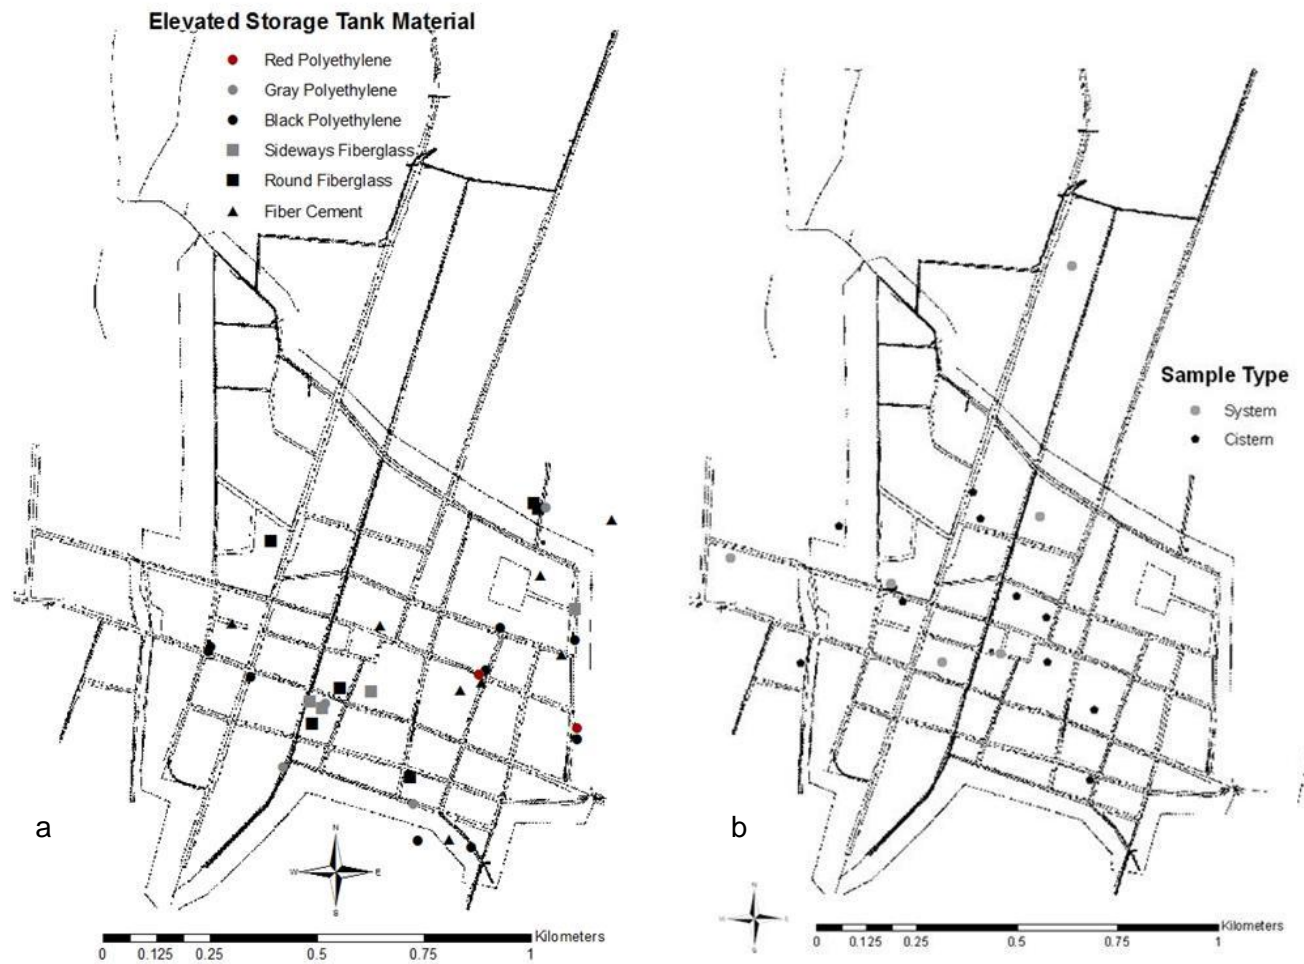 Elevated Storage Tank Material
Red Polyethylene
Gray Polyethylene
Black Polyethylene
Sideways Fiberglass
Round Fiberglass
Fiber Cement
a
N
W E
S
Kilometers
0 0.125 0.25 0.5 0.75 1
Sample Type
System
Cistern
b
N
W E
S
Kilometers
0 0.125 0.25 0.5 0.75 1